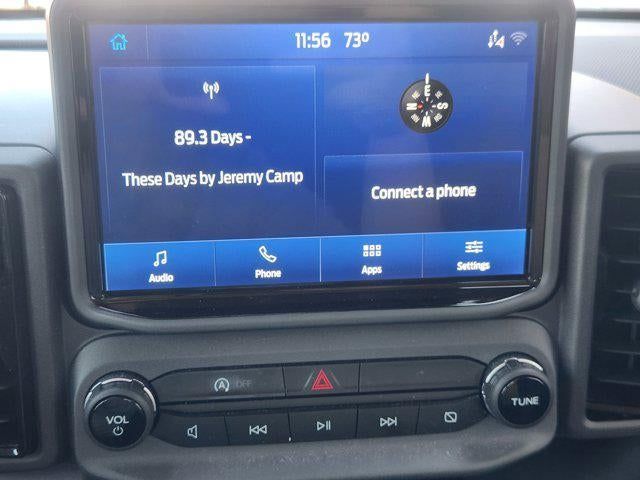 11:56 73°
89.3 Days -
These Days by Jeremy Camp
E
N S
W
Connect a phone
Audio Phone Apps Settings
A OFF
VOL
TUNE